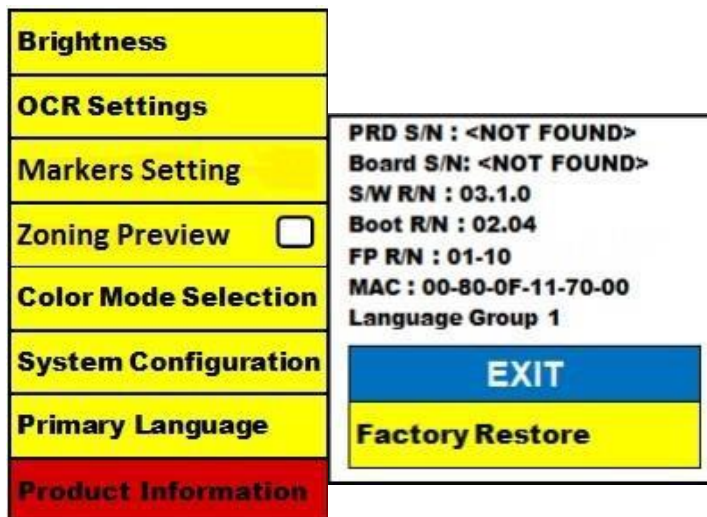 Brightness
OCR Settings
Markers Setting
Zoning Preview
Color Mode Selection
System Configuration
Primary Language
Product Information
PRD S/N : <NOT FOUND>
Board S/N: <NOT FOUND>
S/W R/N : 03.1.0
Boot R/N : 02.04
FP R/N : 01-10
MAC : 00-80-0F-11-70-00
Language Group 1
EXIT
Factory Restore